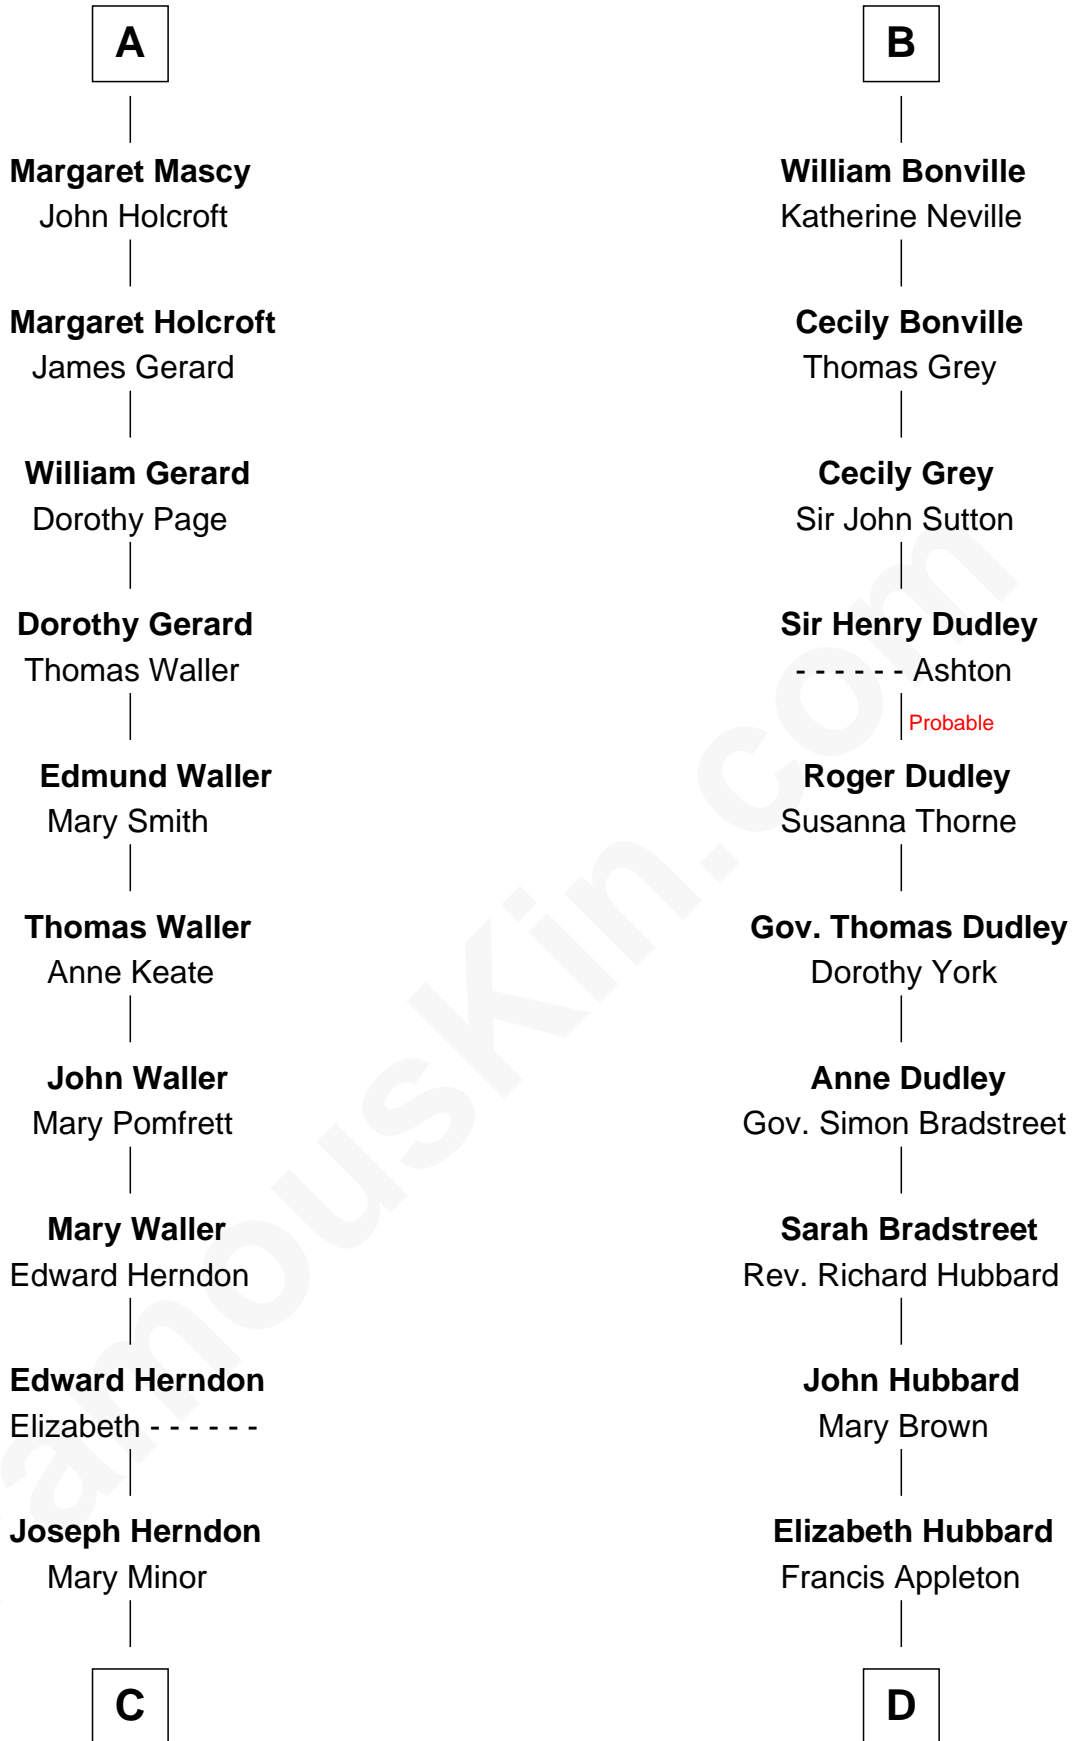 A
Margaret Mascy
John Holcroft
Margaret Holcroft
James Gerard
William Gerard
Dorothy Page
Dorothy Gerard
Thomas Waller
Edmund Waller
Mary Smith
Thomas Waller
Anne Keate
John Waller
Mary Pomfrett
Mary Waller
Edward Herndon
Edward Herndon
Elizabeth - - - - - -
Joseph Herndon
Mary Minor
C
B
William Bonville
Katherine Neville
Cecily Bonville
Thomas Grey
Cecily Grey
Sir John Sutton
Sir Henry Dudley
- - - - - - Ashton
Probable
Roger Dudley
Susanna Thorne
Gov. Thomas Dudley
Dorothy York
Anne Dudley
Gov. Simon Bradstreet
Sarah Bradstreet
Rev. Richard Hubbard
John Hubbard
Mary Brown
Elizabeth Hubbard
Francis Appleton
D
amouskin.com